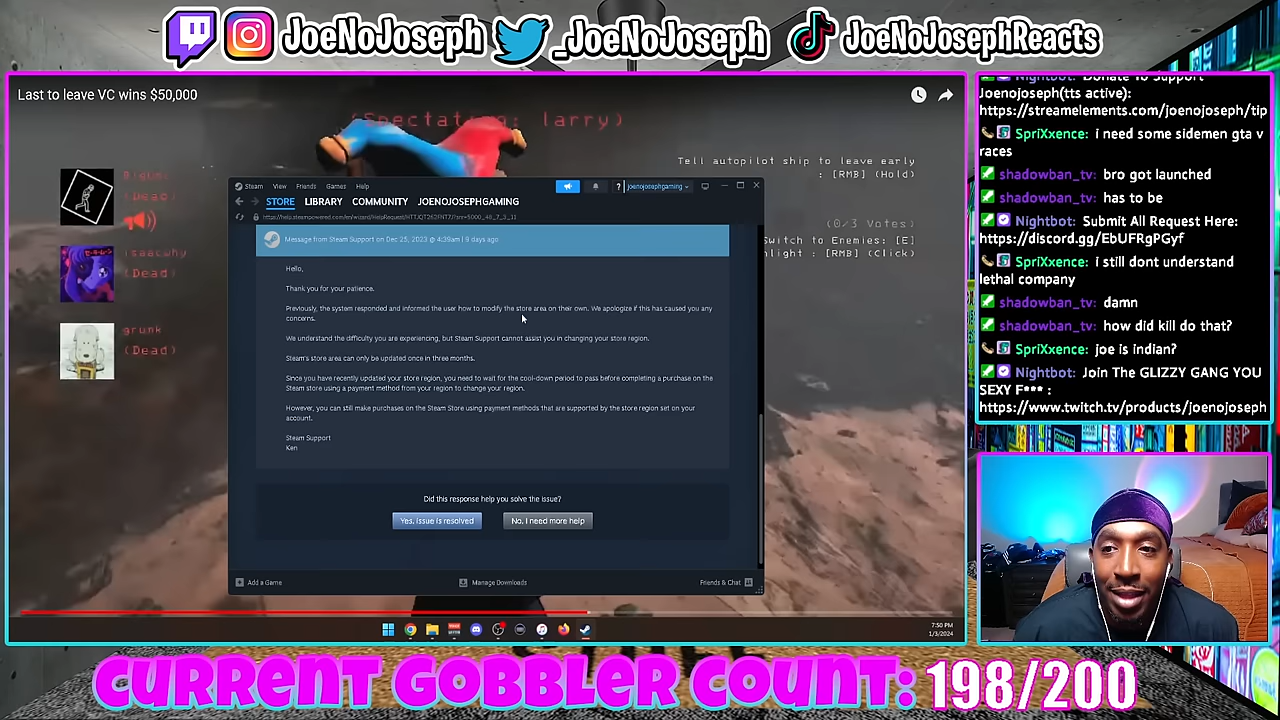 JoeNoJoseph
_JoeNoJoseph
JoeNoJosephReacts
Last to leave VC wins $50,000
(Spectating: larry)
Tell autopilot ship to leave early
: [RMB] (Hold)
(0/3 Votes)
Switch to Enemies: [E]
: [RMB] (Click)
(Dead)
isaacwhy
(Dead)
grunk
(Dead)
Steam View Friends Games Help
joenojosephgaming
STORE LIBRARY COMMUNITY JOENOJOSEPHGAMING
Message from Steam Support on Dec 25, 2023 @ 4:39am | 9 days ago
Hello,
Thank you for your patience.
Previously, the system responded and informed the user how to modify the store area on their own. We apologize if this has caused you any
concerns.
We understand the difficulty you are experiencing, but Steam Support cannot assist you in changing your store region.
Steam's store area can only be updated once in three months.
Since you have recently updated your store region, you need to wait for the cool-down period to pass before completing a purchase on the
Steam store using a payment method from your region to change your region.
However, you can still make purchases on the Steam Store using payment methods that are supported by the store region set on your
account.
Steam Support
Ken
Did this response help you solve the issue?
Yes, issue is resolved
No, I need more help
Add a Game
Manage Downloads
Friends & Chat
7:50 PM
1/3/2024
Nightbot: Donate To Support
Joenojoseph(tts active):
https://streamelements.com/joenojoseph/tip
SpriXxence: i need some sidemen gta v
races
shadowban_tv: bro got launched
shadowban_tv: has to be
Nightbot: Submit All Request Here:
https://discord.gg/EbUFRgPGyf
SpriXxence: i still dont understand
lethal company
shadowban_tv: damn
shadowban_tv: how did kill do that?
SpriXxence: joe is indian?
Nightbot: Join The GLIZZY GANG YOU
SEXY F*** :
https://www.twitch.tv/products/joenojoseph
CURRENT GOBBLER COUNT: 198/200